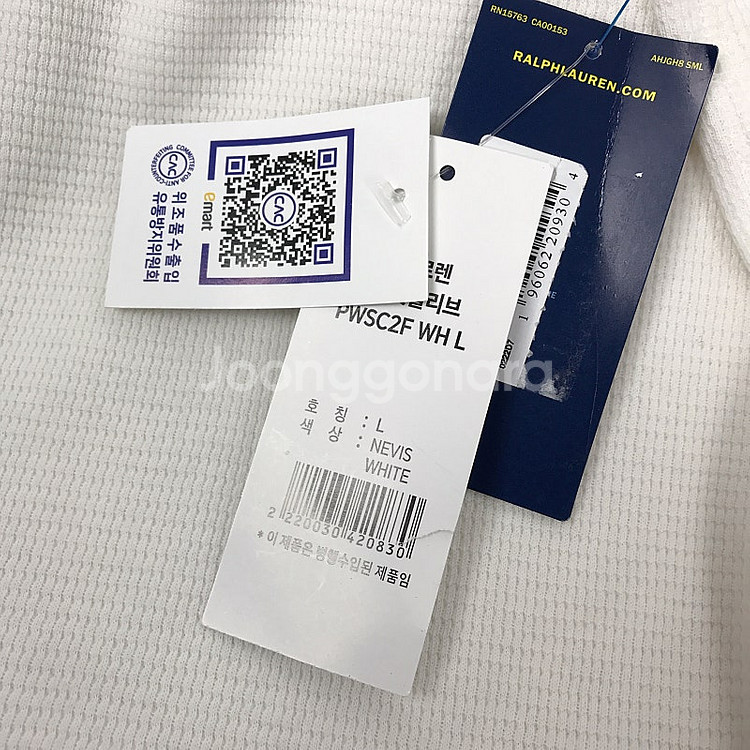 RN15763 CA00153
AHJGH8 SML
RALPHLAUREN.COM
COMMITTEE FOR ANTI-COUNTERFEITING
CAC
emart
CAC
위조품수출입
유통방지위원회
PWSC2F WH L
호 칭 : L
색 상 : NEVIS
WHITE
2 220030 420830
* 이 제품은 병행수입된 제품임
1 96062 20930 4
0222D7
Joonggonara